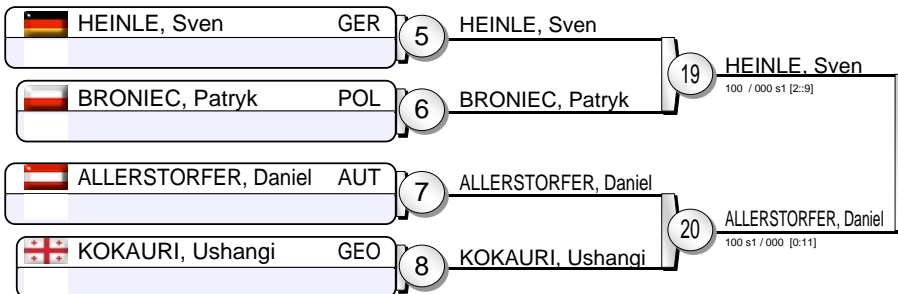 HEINLE, Sven GER
5
HEINLE, Sven
BRONIEC, Patryk POL
6
BRONIEC, Patryk
19
HEINLE, Sven
100 / 000 s1 [2::9]
ALLERSTORFER, Daniel AUT
7
ALLERSTORFER, Daniel
KOKAURI, Ushangi GEO
8
KOKAURI, Ushangi
20
ALLERSTORFER, Daniel
100 s1 / 000 [0:11]